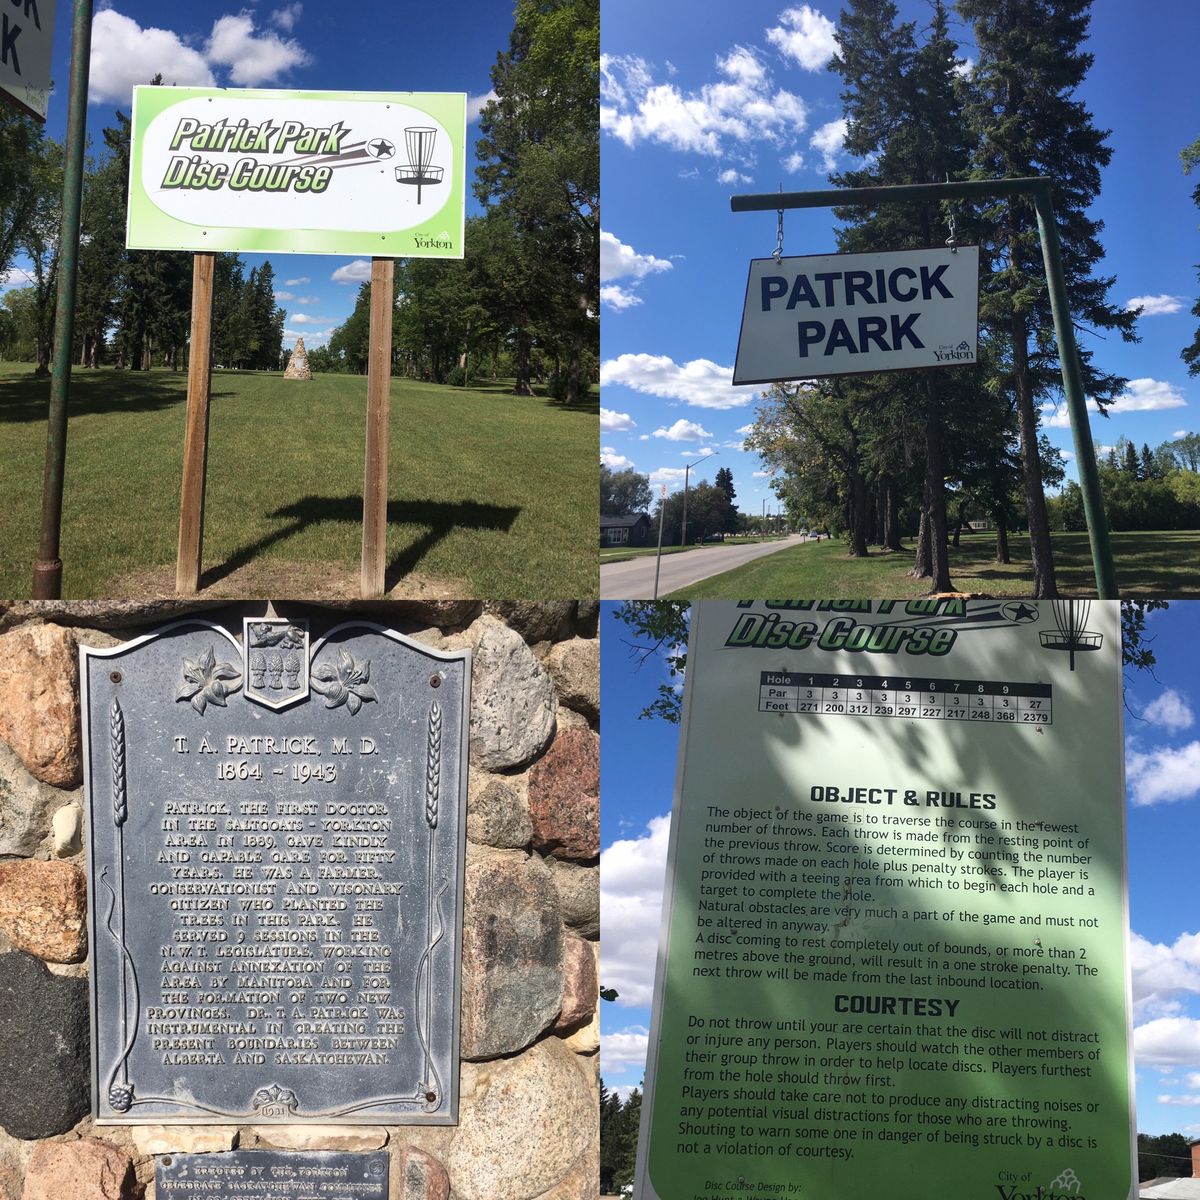 K
Yorkton
Patrick Park
Disc Course
City of
Yorkton
PATRICK
PARK
City of
Yorkton
T. A. PATRICK, M. D.
1864 - 1943
PATRICK, THE FIRST DOCTOR
IN THE SALTCOATS - YORKTON
AREA IN 1889, GAVE KINDLY
AND CAPABLE CARE FOR FIFTY
YEARS. HE WAS A FARMER,
CONSERVATIONIST AND VISONARY
CITIZEN WHO PLANTED THE
TREES IN THIS PARK. HE
SERVED 9 SESSIONS IN THE
N. W. T. LEGISLATURE, WORKING
AGAINST ANNEXATION OF THE
AREA BY MANITOBA AND FOR
THE FORMATION OF TWO NEW
PROVINCES. DR. T. A. PATRICK WAS
INSTRUMENTAL IN CREATING THE
PRESENT BOUNDARIES BETWEEN
ALBERTA AND SASKATCHEWAN.
1981
ERECTED BY THE YORKTON
CELEBRATE SASKATCHEWAN COMMITTEE
Patrick Park
Disc Course
Hole 1 2 3 4 5 6 7 8 9
Par 3 3 3 3 3 3 3 3 3 27
Feet 271 200 312 239 297 227 217 248 368 2379
OBJECT & RULES
The object of the game is to traverse the course in the fewest
number of throws. Each throw is made from the resting point of
the previous throw. Score is determined by counting the number
of throws made on each hole plus penalty strokes. The player is
provided with a teeing area from which to begin each hole and a
target to complete the hole.
Natural obstacles are very much a part of the game and must not
be altered in anyway.
A disc coming to rest completely out of bounds, or more than 2
metres above the ground, will result in a one stroke penalty. The
next throw will be made from the last inbound location.
COURTESY
Do not throw until your are certain that the disc will not distract
or injure any person. Players should watch the other members of
their group throw in order to help locate discs. Players furthest
from the hole should throw first.
Players should take care not to produce any distracting noises or
any potential visual distractions for those who are throwing.
Shouting to warn some one in danger of being struck by a disc is
not a violation of courtesy.
Disc Course Design by:
City of
Yorkton